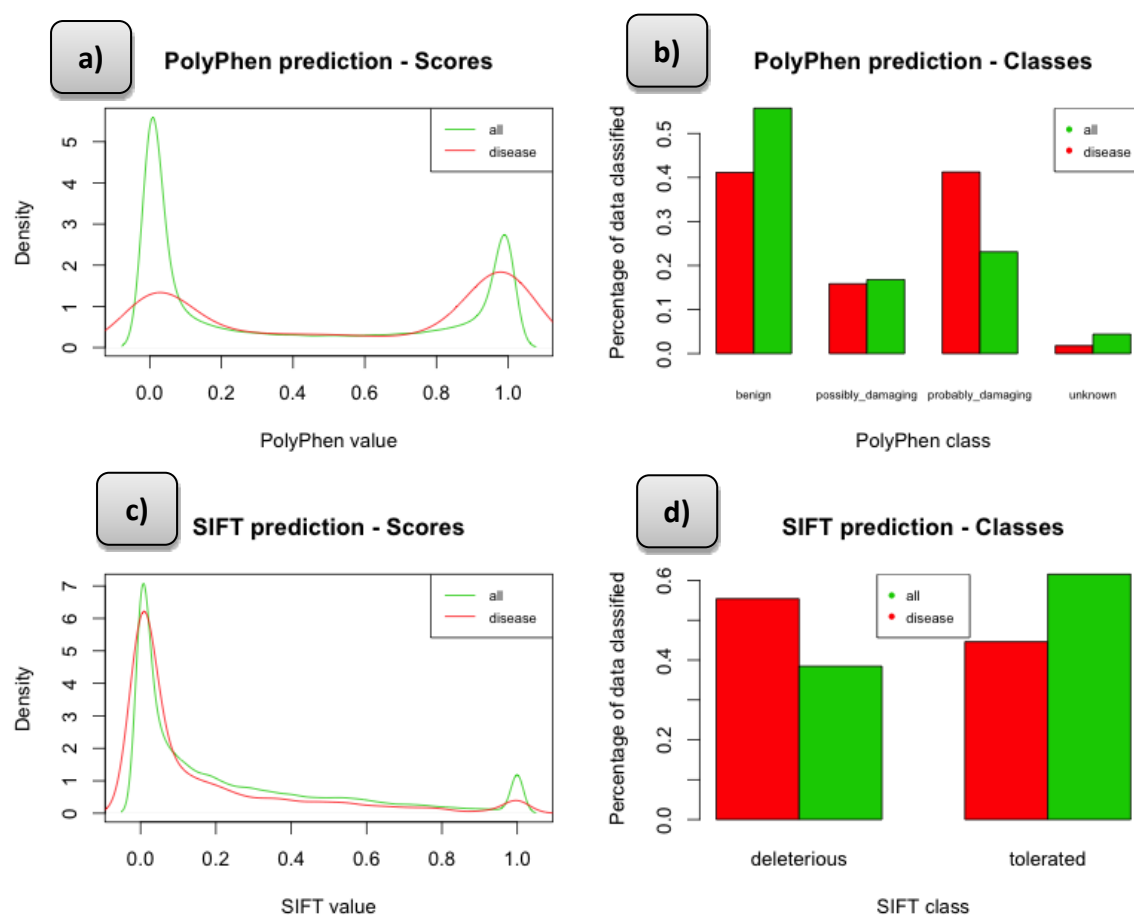 a)
PolyPhen prediction - Scores
all
disease
Density
0 1 2 3 4 5
0.0 0.2 0.4 0.6 0.8 1.0
PolyPhen value
b)
PolyPhen prediction - Classes
all
disease
Percentage of data classified
0.0 0.1 0.2 0.3 0.4 0.5
benign possibly_damaging probably_damaging unknown
PolyPhen class
c)
SIFT prediction - Scores
all
disease
Density
0 1 2 3 4 5 6 7
0.0 0.2 0.4 0.6 0.8 1.0
SIFT value
d)
SIFT prediction - Classes
all
disease
Percentage of data classified
0.0 0.2 0.4 0.6
deleterious tolerated
SIFT class